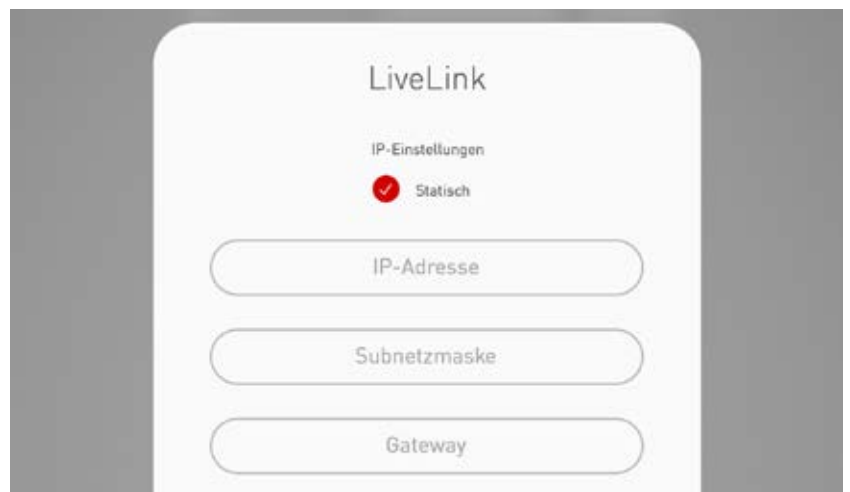 LiveLink
IP-Einstellungen
Statisch
IP-Adresse
Subnetzmaske
Gateway